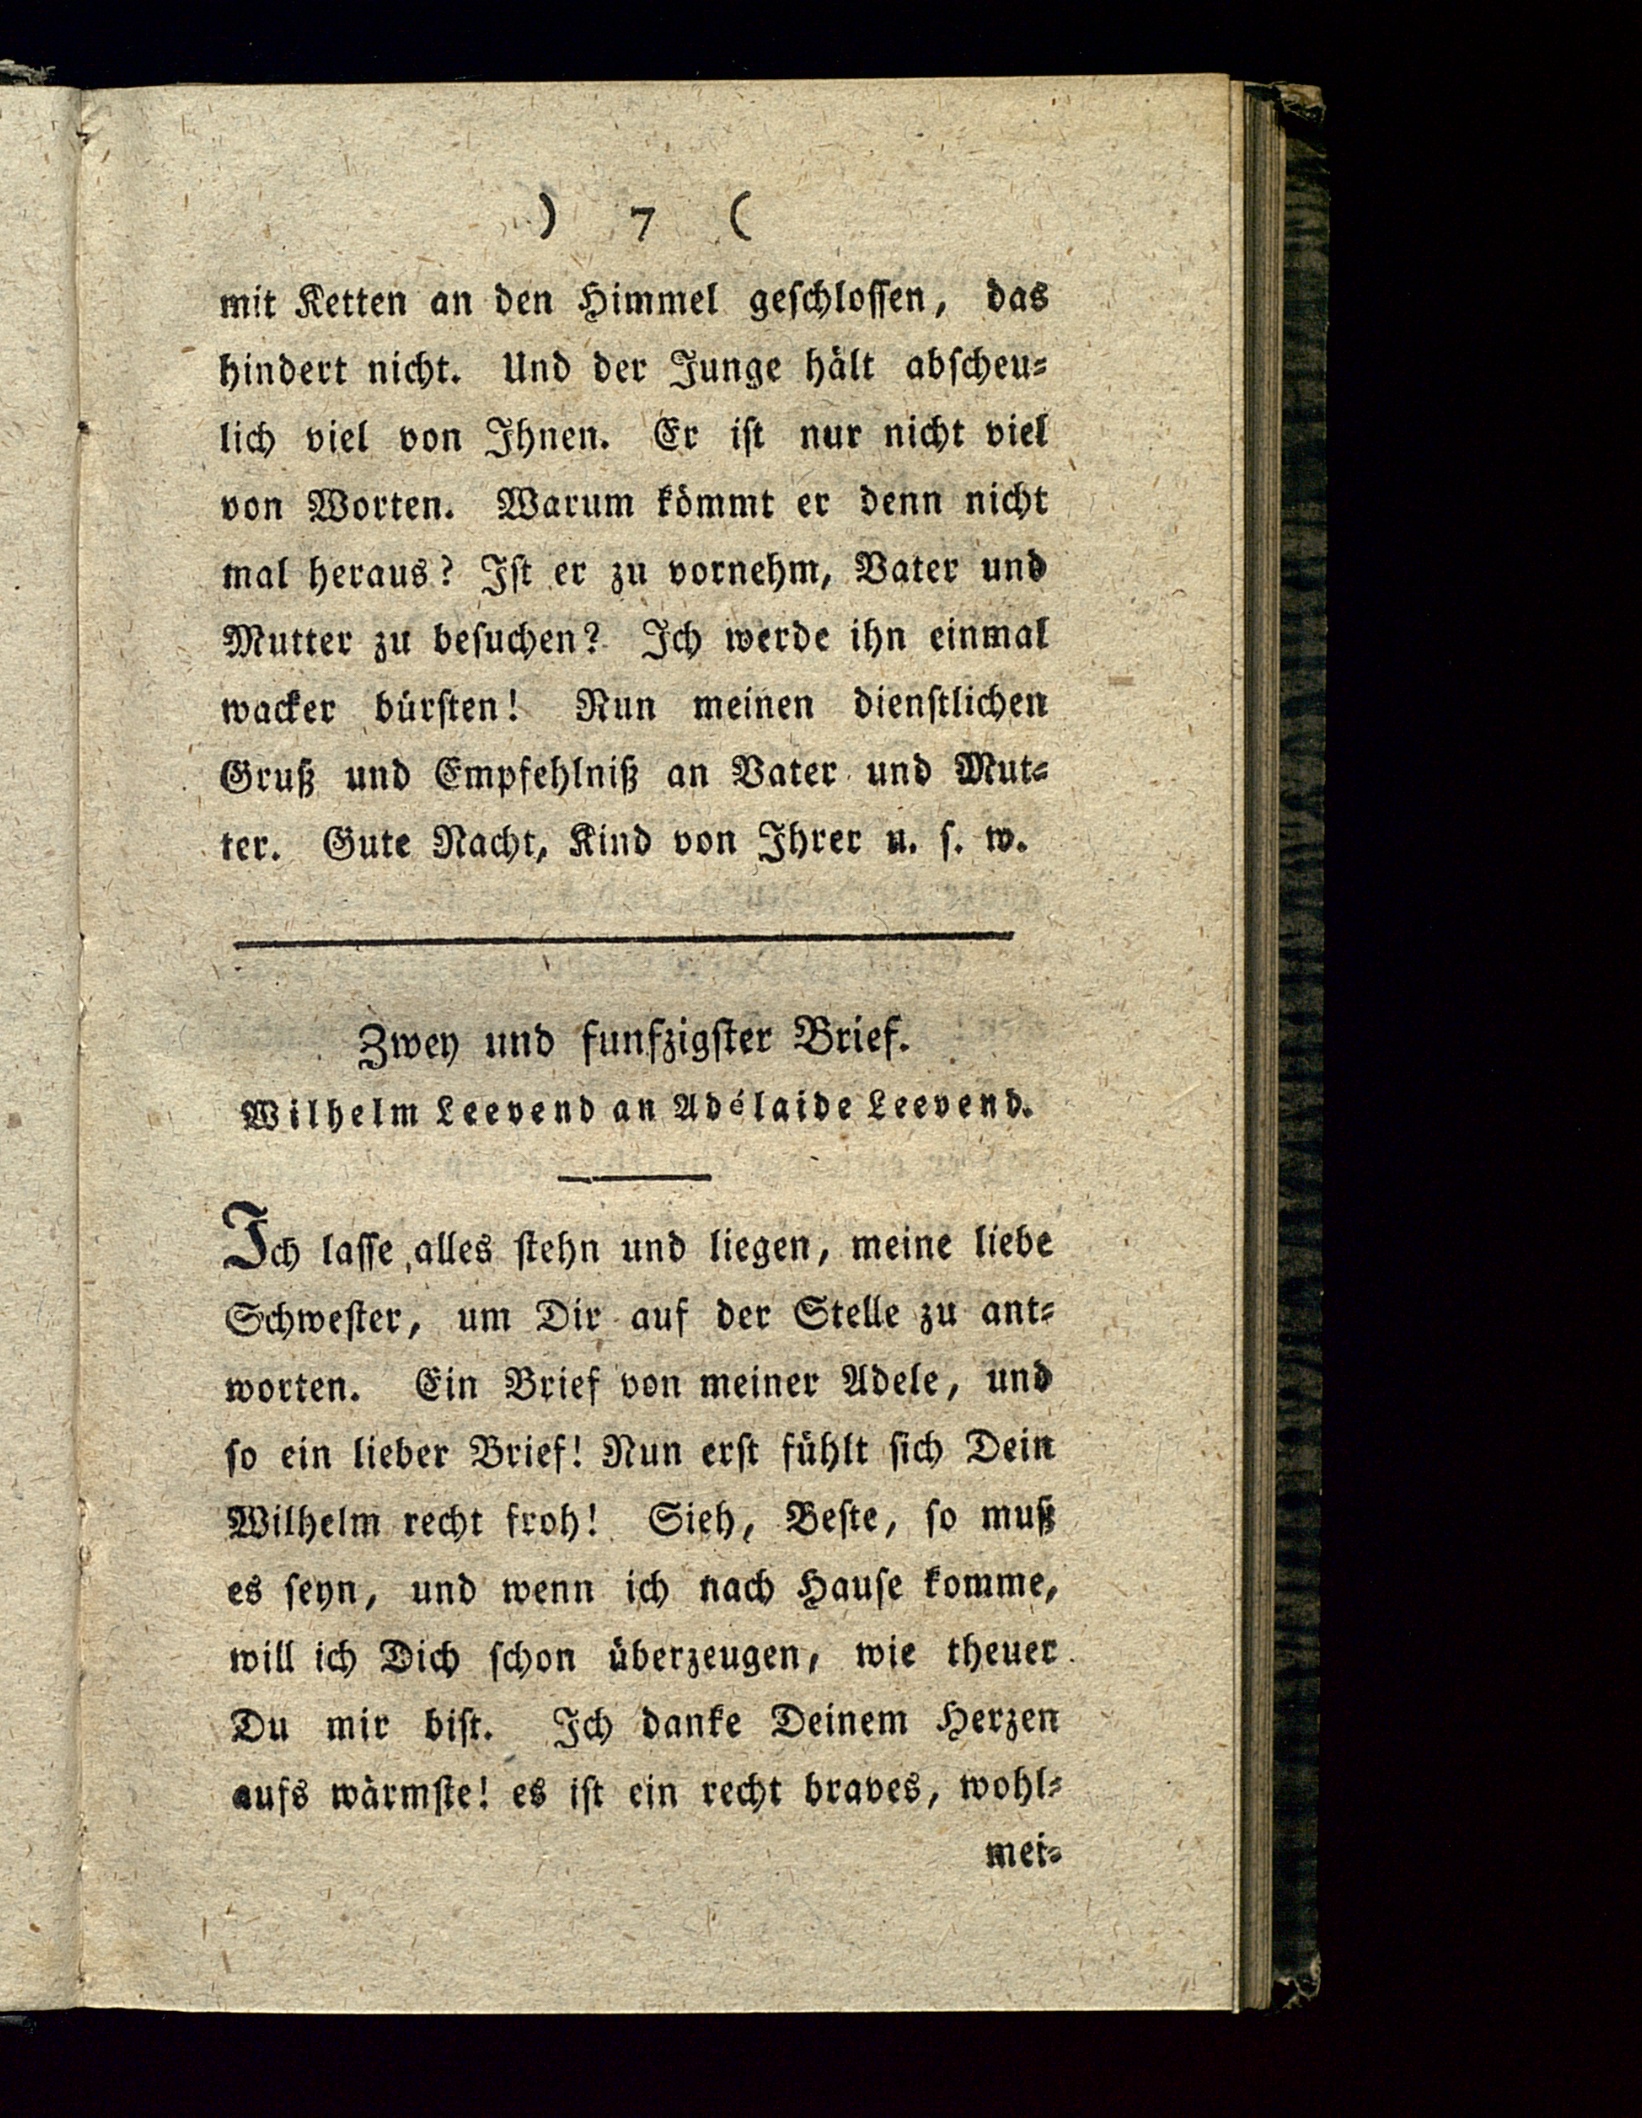 ) 7 (
mit Ketten an den Himmel geschlossen, das
hindert nicht. Und der Junge hält abscheu⸗
lich viel von Ihnen. Er ist nur nicht viel
von Worten. Warum kömmt er denn nicht
mal heraus? Ist er zu vornehm, Vater und
Mutter zu besuchen? Ich werde ihn einmal
wacker bürsten! Nun meinen dienstlichen
Gruß und Empfehlniß an Vater und Mut⸗
ter. Gute Nacht, Kind von Ihrer u. s. w.
Zwey und funfzigster Brief.
Wilhelm Leevend an Adélaide Leevend.
Ich lasse alles stehn und liegen, meine liebe
Schwester, um Dir auf der Stelle zu ant⸗
worten. Ein Brief von meiner Adele, und
so ein lieber Brief! Nun erst fühlt sich Dein
Wilhelm recht froh! Sieh, Beste, so muß
es seyn, und wenn ich nach Hause komme,
will ich Dich schon überzeugen, wie theuer
Du mir bist. Ich danke Deinem Herzen
aufs wärmste! es ist ein recht braves, wohl⸗
mei⸗